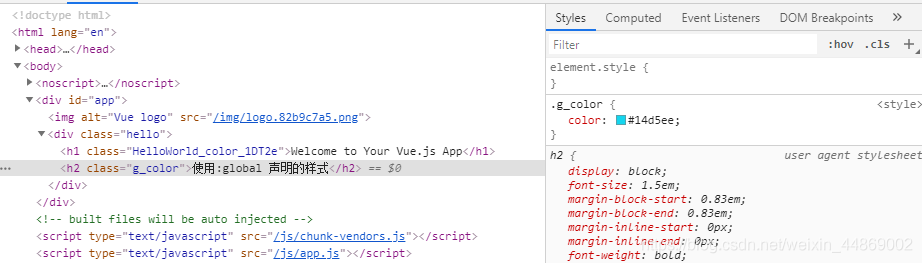 <!doctype html>
<html lang="en">
<head>…</head>
<body>
<noscript>…</noscript>
<div id="app">
<img alt="Vue logo" src="/img/logo.82b9c7a5.png">
<div class="hello">
<h1 class="HelloWorld_color_1DT2e">Welcome to Your Vue.js App</h1>
<h2 class="g_color">使用:global 声明的样式</h2> == $0
</div>
</div>
<!-- built files will be auto injected -->
<script type="text/javascript" src="/js/chunk-vendors.js"></script>
<script type="text/javascript" src="/js/app.js"></script>
Styles Computed Event Listeners DOM Breakpoints »
Filter :hov .cls +
element.style {
}
.g_color { <style>
color: #14d5ee;
}
h2 { user agent stylesheet
display: block;
font-size: 1.5em;
margin-block-start: 0.83em;
margin-block-end: 0.83em;
margin-inline-start: 0px;
margin-inline-end: 0px;
font-weight: bold;
blog.csdn.net/weixin_44869002